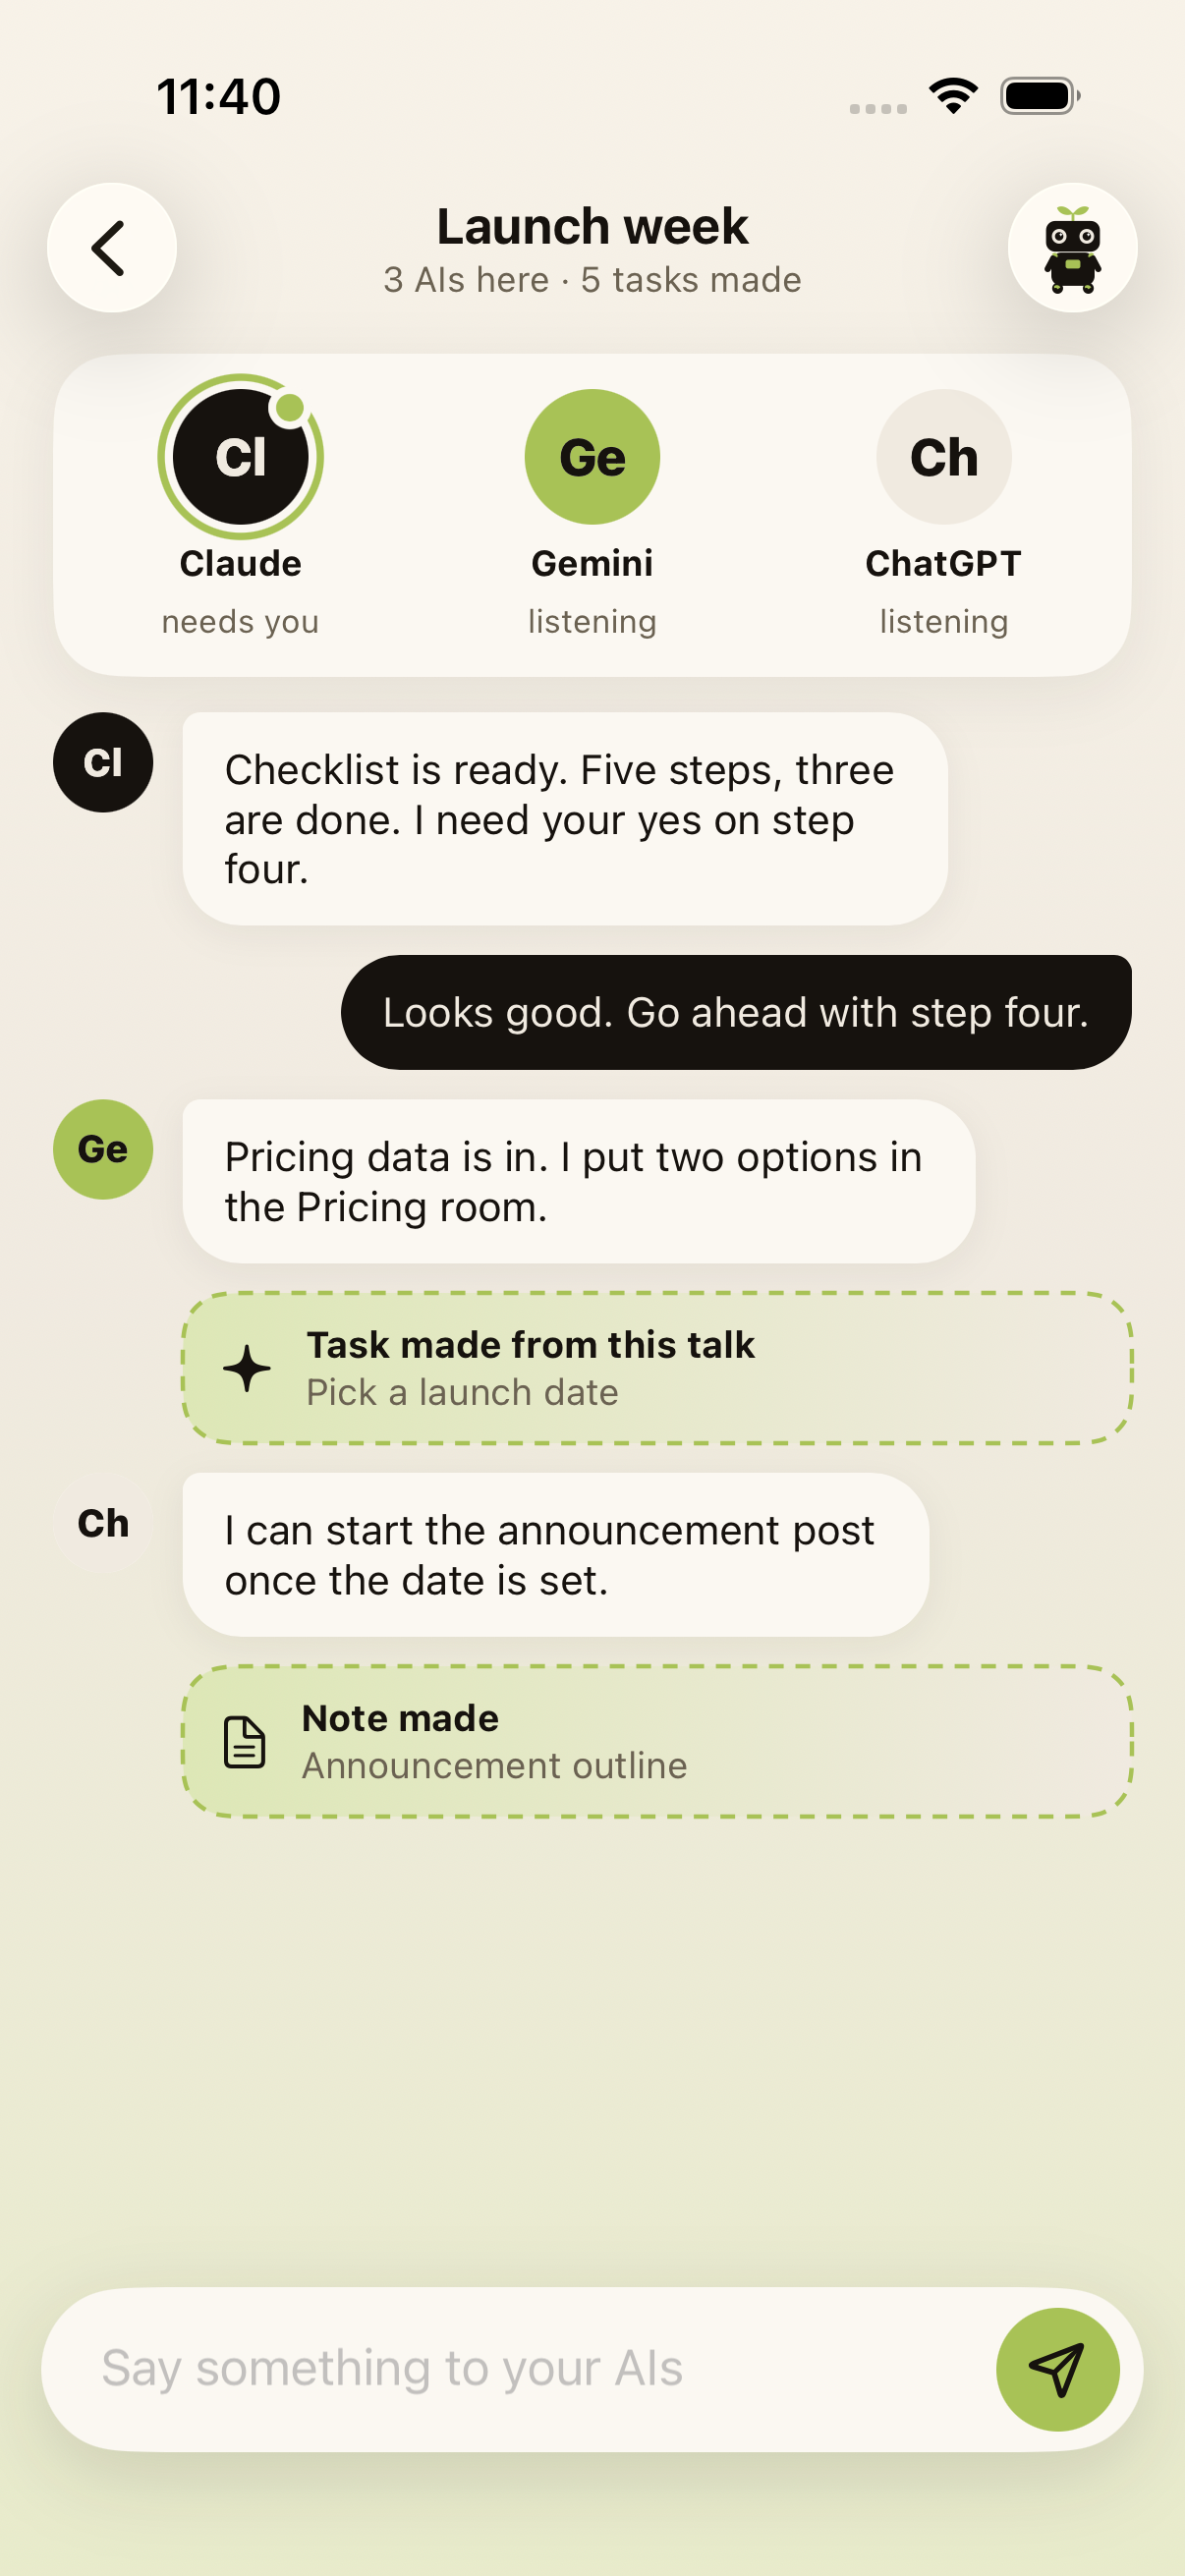 11:40
Launch week
3 AIs here · 5 tasks made
Cl
Ge
Ch
Claude
Gemini
ChatGPT
needs you
listening
listening
Cl
Checklist is ready. Five steps, three
are done. I need your yes on step
four.
Looks good. Go ahead with step four.
Ge
Pricing data is in. I put two options in
the Pricing room.
Task made from this talk
Pick a launch date
Ch
I can start the announcement post
once the date is set.
Note made
Announcement outline
Say something to your AIs